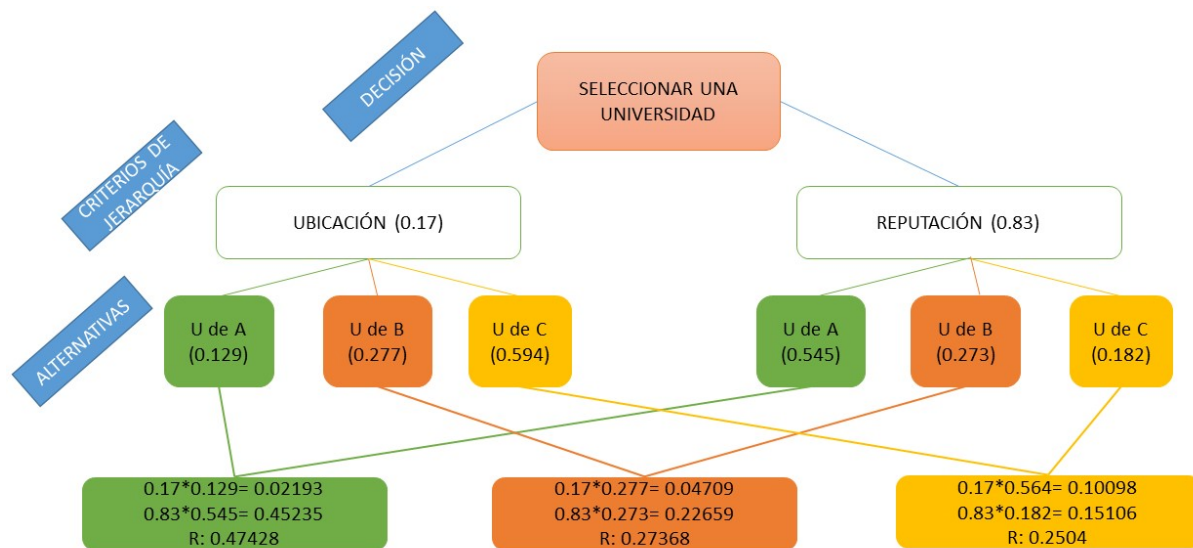 DECISIÓN
SELECCIONAR UNA
UNIVERSIDAD
CRITERIOS DE
JERARQUÍA
UBICACIÓN (0.17)
REPUTACIÓN (0.83)
ALTERNATIVAS
U de A
(0.129)
U de B
(0.277)
U de C
(0.594)
U de A
(0.545)
U de B
(0.273)
U de C
(0.182)
0.17*0.129= 0.02193
0.83*0.545= 0.45235
R: 0.47428
0.17*0.277= 0.04709
0.83*0.273= 0.22659
R: 0.27368
0.17*0.564= 0.10098
0.83*0.182= 0.15106
R: 0.2504